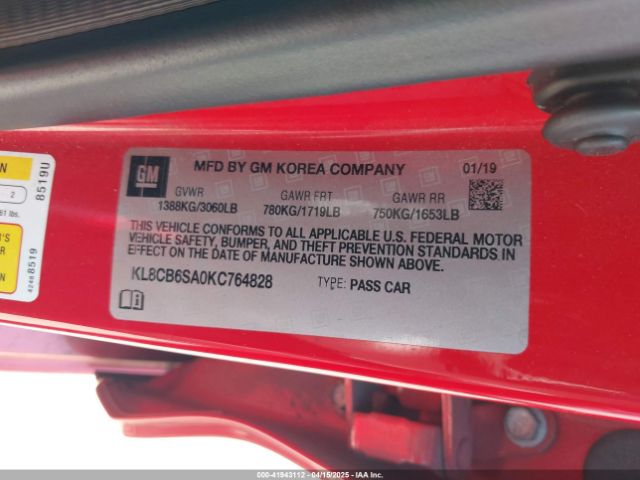 GM
MFD BY GM KOREA COMPANY
01/19
GVWR
GAWR FRT
GAWR RR
1388KG/3060LB
780KG/1719LB
750KG/1653LB
THIS VEHICLE CONFORMS TO ALL APPLICABLE U.S. FEDERAL MOTOR
VEHICLE SAFETY, BUMPER, AND THEFT PREVENTION STANDARDS IN
EFFECT ON THE DATE OF MANUFACTURE SHOWN ABOVE.
KL8CB6SA0KC764828
TYPE: PASS CAR
2
8519U
42488519
000-41943112 - 04/15/2025 - IAA Inc.